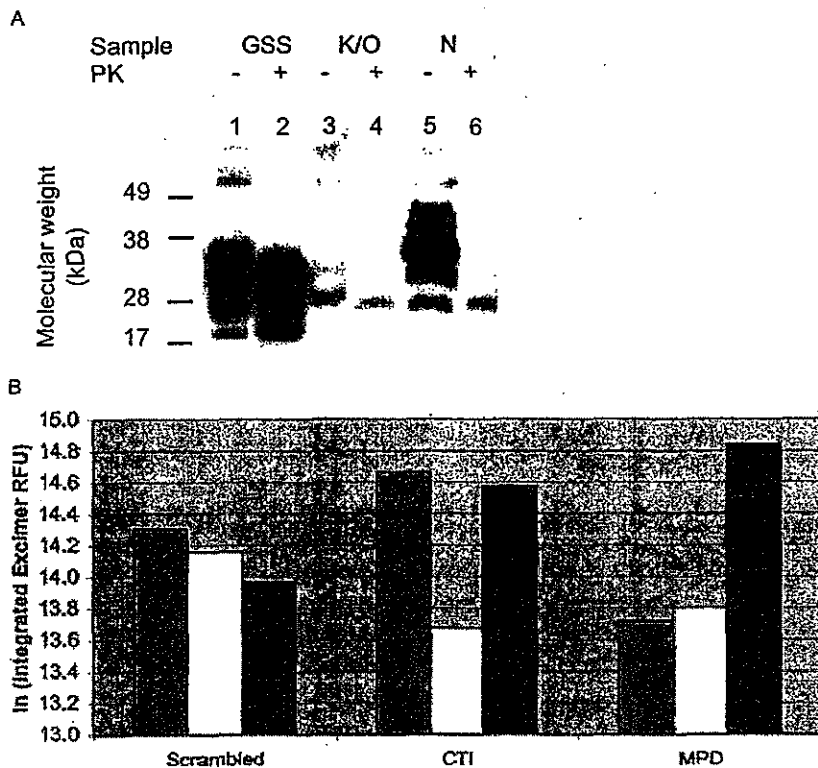 A
Sample GSS K/O N
PK - + - + - +
1 2 3 4 5 6
Molecular weight
(kDa)
49
38
28
17
B
ln (Integrated Excimer RFU)
15.0
14.8
14.6
14.4
14.2
14.0
13.8
13.6
13.4
13.2
13.0
Scrambled CTI MPD